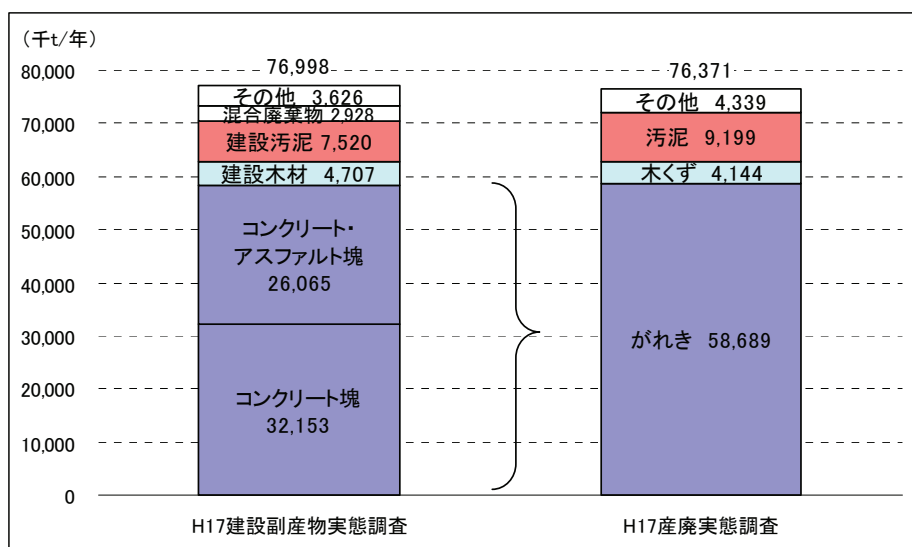 (千t/年)
80,000
70,000
60,000
50,000
40,000
30,000
20,000
10,000
0
76,998
その他 3,626
混合廃棄物 2,928
建設汚泥 7,520
建設木材 4,707
コンクリート・
アスファルト塊
26,065
コンクリート塊
32,153
H17建設副産物実態調査
76,371
その他 4,339
汚泥 9,199
木くず 4,144
がれき 58,689
H17産廃実態調査